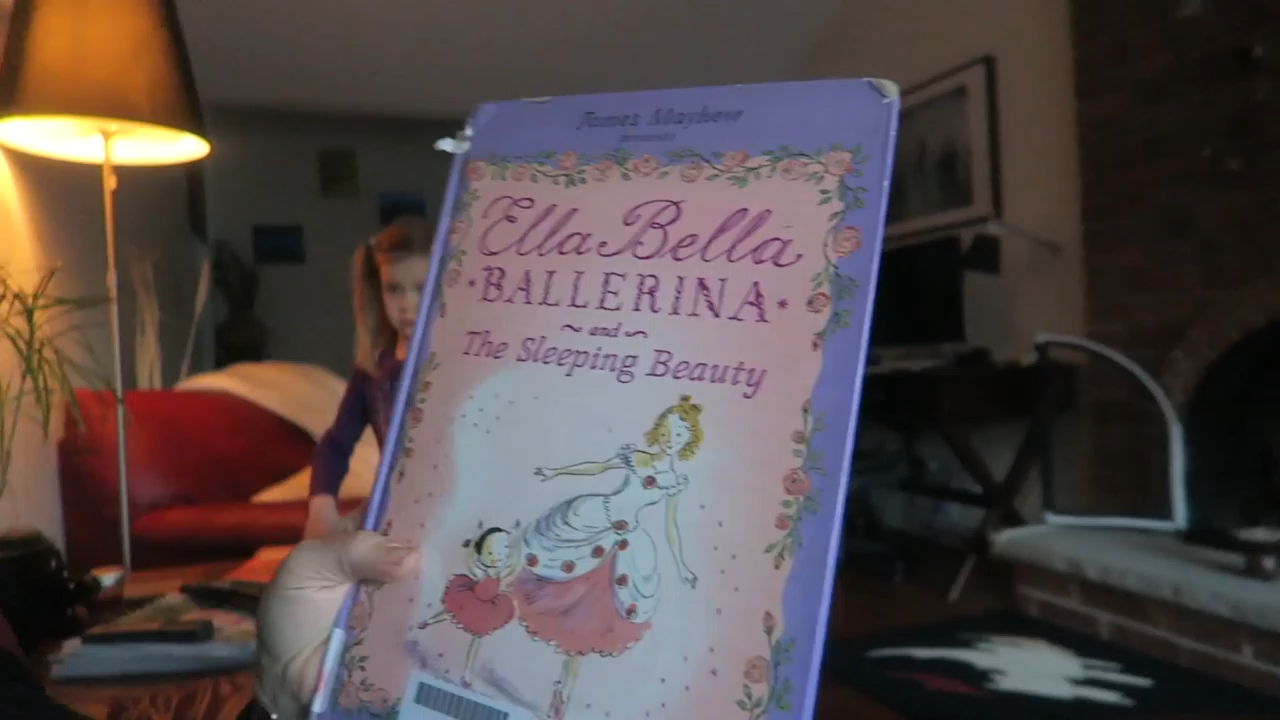 James Mayhew
presents
Ella Bella
BALLERINA
and
The Sleeping Beauty